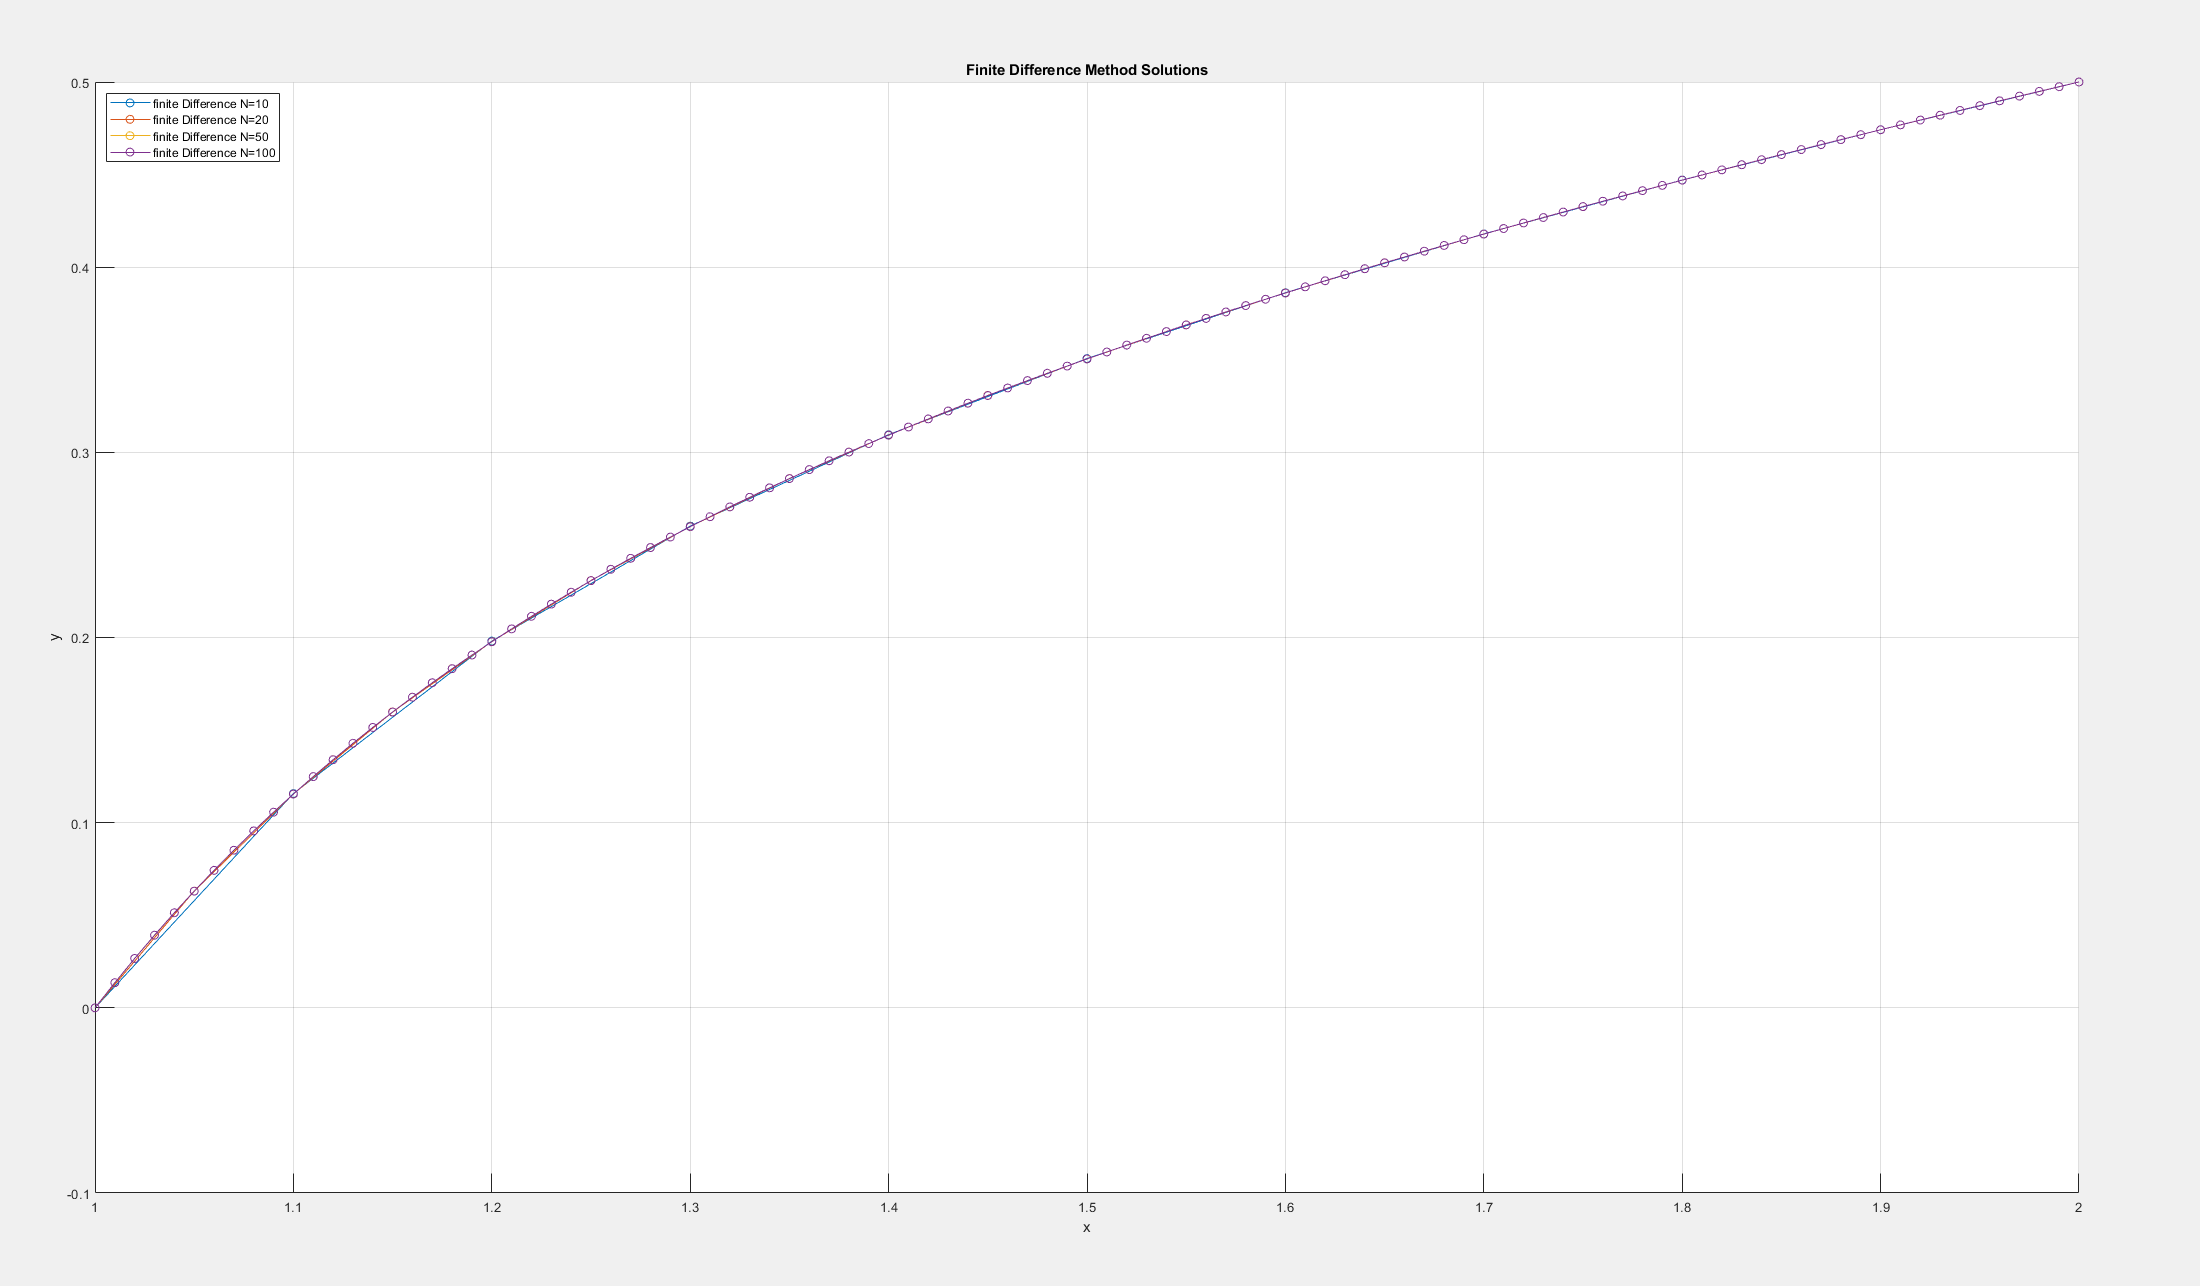 Finite Difference Method Solutions
0.5
finite Difference N=10
finite Difference N=20
finite Difference N=50
finite Difference N=100
0.4
0.3
0.2
y
0.1
0
-0.1
1 1.1 1.2 1.3 1.4 1.5 1.6 1.7 1.8 1.9 2
x